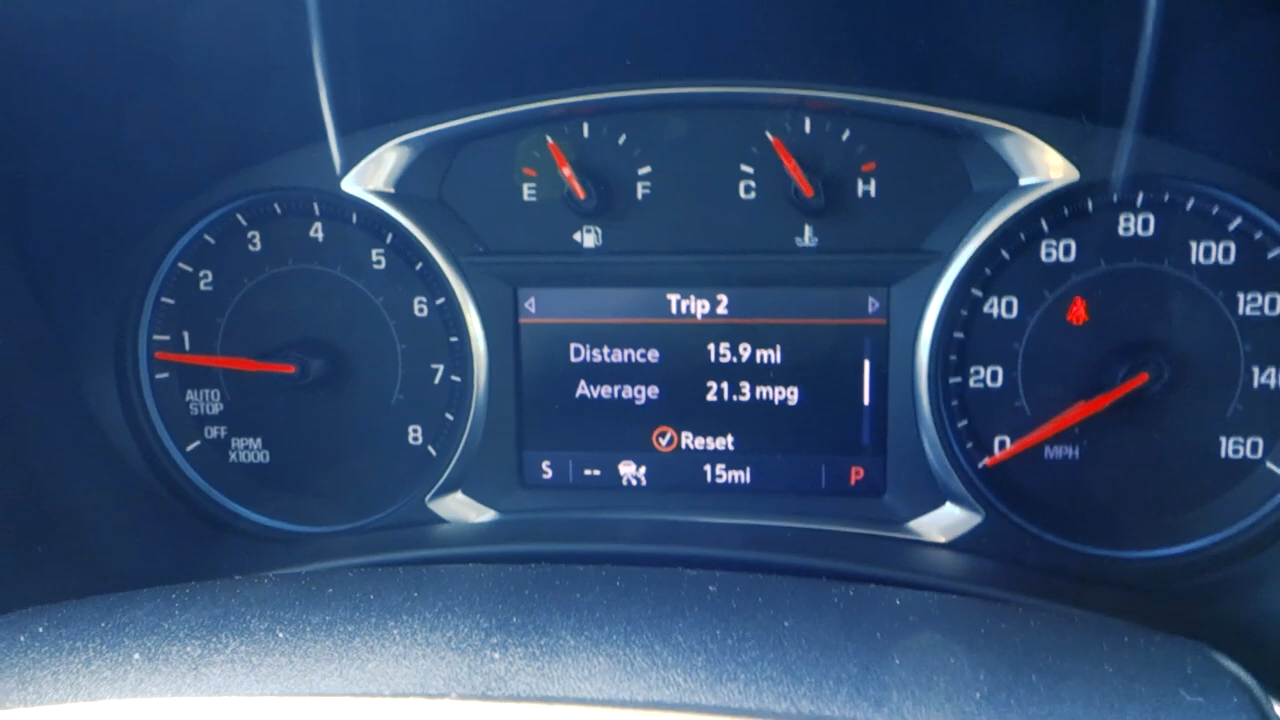 E F
C H
1 2 3 4 5 6 7 8
AUTO
STOP
OFF
RPM
X1000
Trip 2
Distance 15.9 mi
Average 21.3 mpg
Reset
S -- 15mi P
0 20 40 60 80 100 120 14 160
MPH